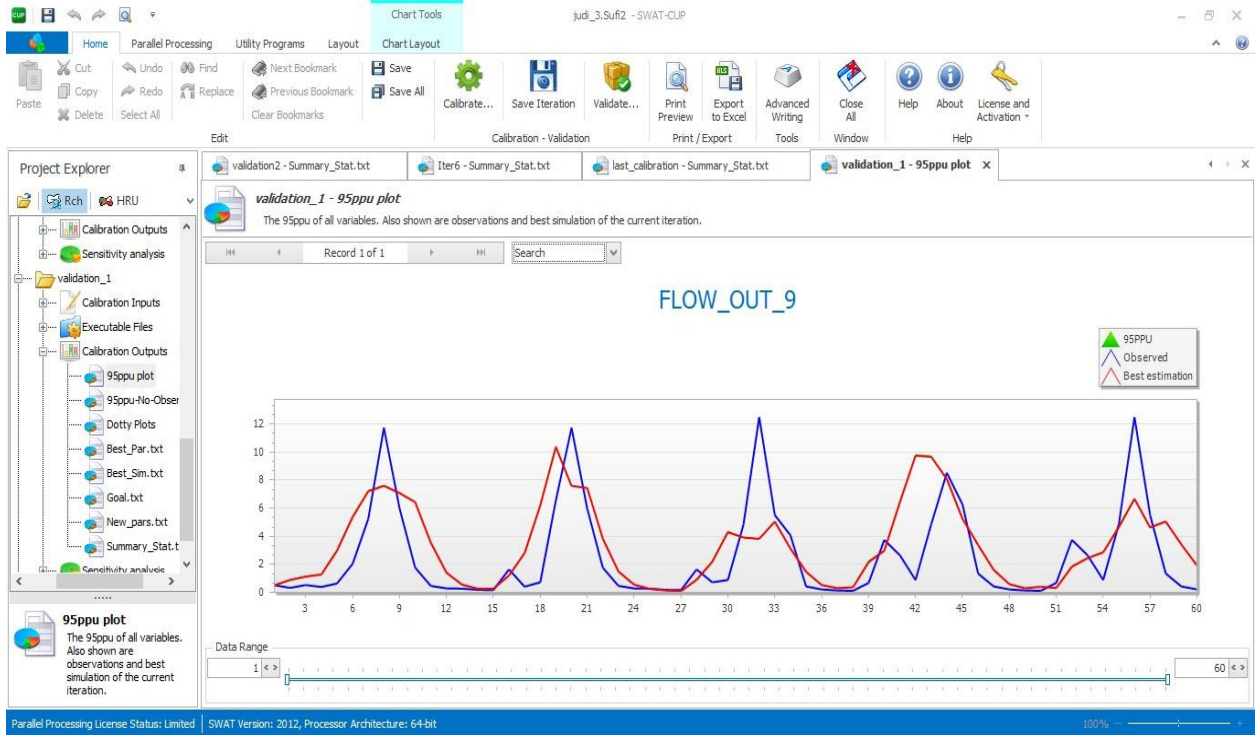 CUP
Chart Tools
judi_3.Sufi2 - SWAT-CUP
Home Parallel Processing Utility Programs Layout Chart Layout
Paste
Cut
Copy
Delete
Undo
Redo
Select All
Find
Replace
Next Bookmark
Previous Bookmark
Clear Bookmarks
Edit
Save
Save All
Calibrate...
Save Iteration
Validate...
Calibration - Validation
Print Preview
XLS
Export to Excel
Print / Export
Advanced Writing
Tools
Close All
Window
Help
About
License and Activation
Help
Project Explorer
Rch HRU
Calibration Outputs
Sensitivity analysis
validation_1
Calibration Inputs
Executable Files
Calibration Outputs
95ppu plot
95ppu-No-Obser
Dotty Plots
Best_Par.txt
Best_Sim.txt
Goal.txt
New_pars.txt
Summary_Stat.t
Sensitivity analysis
95ppu plot
The 95ppu of all variables.
Also shown are
observations and best
simulation of the current
iteration.
validation2 - Summary_Stat.txt Iter6 - Summary_Stat.txt last_calibration - Summary_Stat.txt validation_1 - 95ppu plot X
validation_1 - 95ppu plot
The 95ppu of all variables. Also shown are observations and best simulation of the current iteration.
Record 1 of 1
Search
FLOW_OUT_9
95PPU
Observed
Best estimation
12
10
8
6
4
2
0
3 6 9 12 15 18 21 24 27 30 33 36 39 42 45 48 51 54 57 60
Data Range
1 60
Parallel Processing License Status: Limited SWAT Version: 2012, Processor Architecture: 64-bit 100%